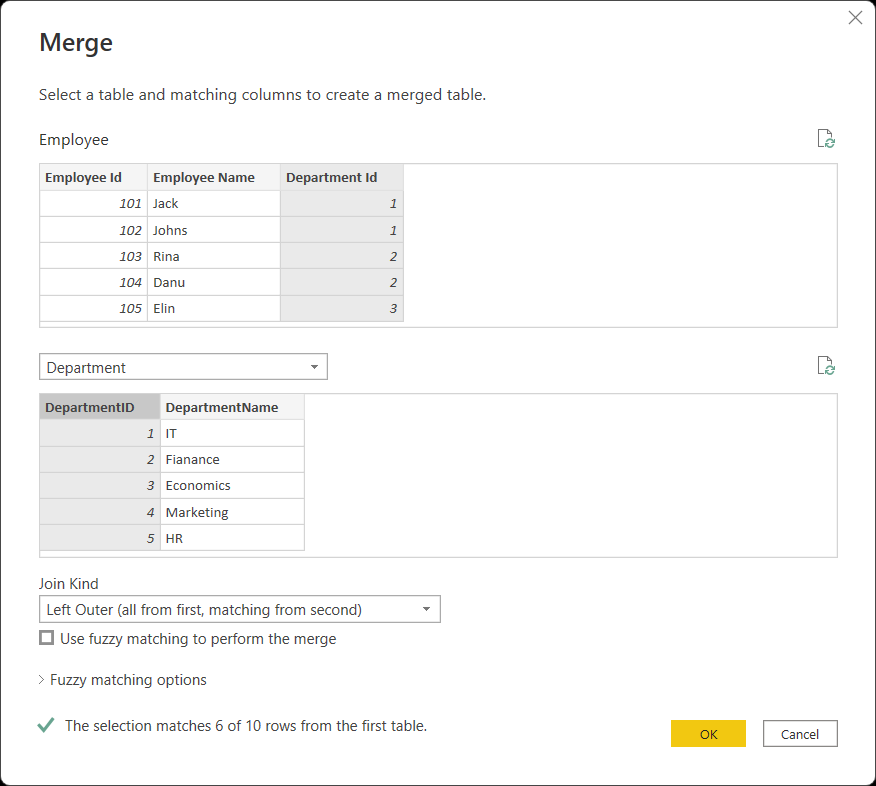 Merge
Select a table and matching columns to create a merged table.
Employee
Employee Id Employee Name Department Id
101 Jack 1
102 Johns 1
103 Rina 2
104 Danu 2
105 Elin 3
Department
DepartmentID DepartmentName
1 IT
2 Fianance
3 Economics
4 Marketing
5 HR
Join Kind
Left Outer (all from first, matching from second)
Use fuzzy matching to perform the merge
Fuzzy matching options
The selection matches 6 of 10 rows from the first table.
OK Cancel